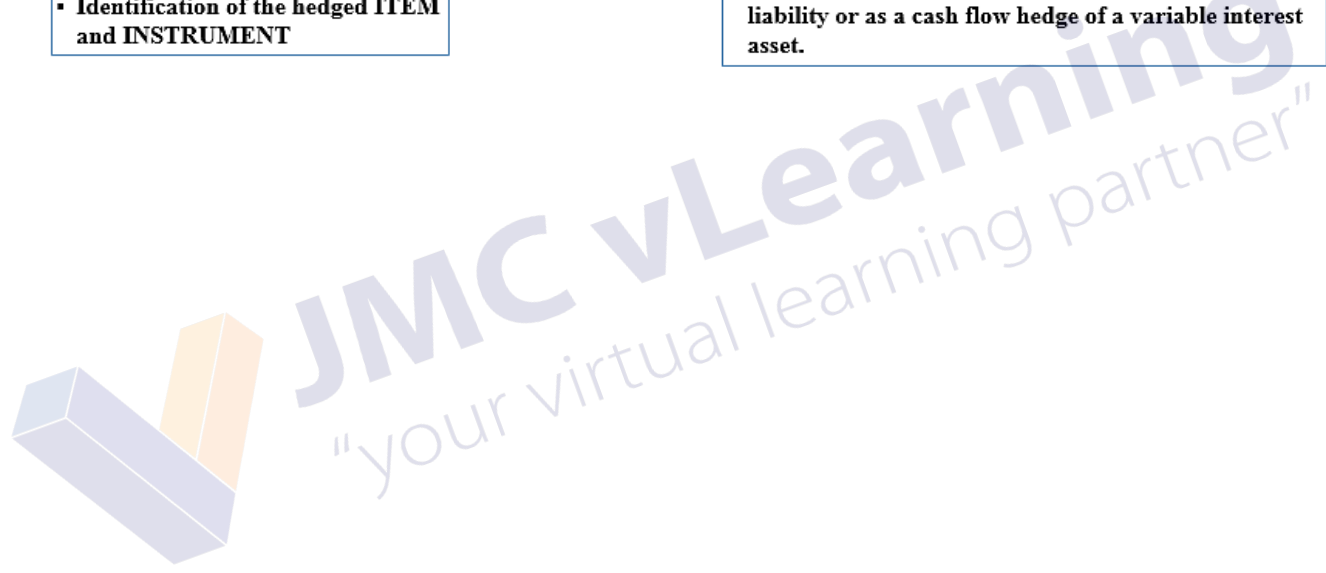 ▪ Identification of the hedged ITEM
and INSTRUMENT
liability or as a cash flow hedge of a variable interest
asset.
JMC vLearning
"your virtual learning partner"